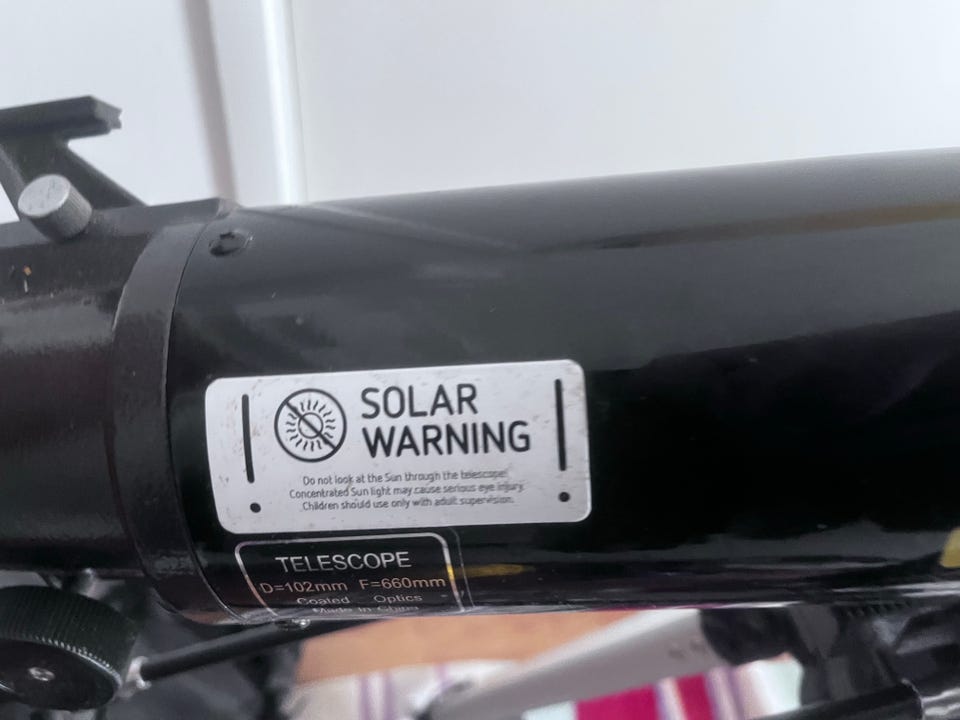 SOLAR
WARNING
Do not look at the Sun through the telescope!
Concentrated Sun light may cause serious eye injury.
Children should use only with adult supervision.
TELESCOPE
D=102mm F=660mm
Coated Optics
Made in China